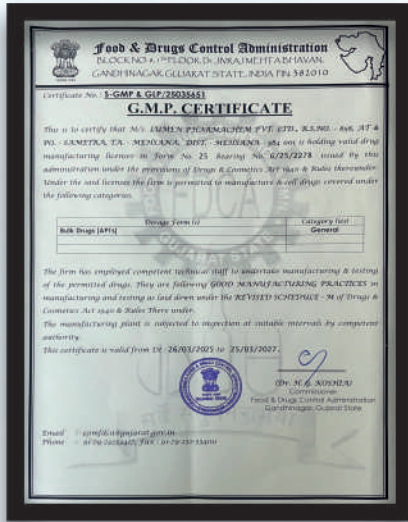 Food & Drugs Control Administration
BLOCK NO. 8, 1ST FLOOR, Dr. JIVRAJ MEHTA BHAVAN,
GANDHINAGAR, GUJARAT STATE, INDIA PIN 382010
Certificate No : S-GMP & GLP/25035651
G.M.P. CERTIFICATE
This is to certify that M/S. LUMEN PHARMACHEM PVT. LTD., R.S.NO. - 898, AT &
PO. - SAMETRA, TA. - MEHSANA, DIST. - MEHSANA - 384 001 is holding valid drug
manufacturing licences in Form No. 25 bearing No. G/25/2278 issued by this
administration under the provisions of Drugs & Cosmetics Act 1940 & Rules thereunder.
Under the said licenses the firm is permitted to manufacture & sell drugs covered under
the following categories.
Dosage Form (s) Category Test
Bulk Drugs [APIs] General
The firm has employed competent technical staff to undertake manufacturing & testing
of the permitted drugs. They are following GOOD MANUFACTURING PRACTICES in
manufacturing and testing as laid down under the REVISED SCHEDULE - M of Drugs &
Cosmetics Act 1940 & Rules There under.
The manufacturing plant is subjected to inspection at suitable intervals by competent
authority.
This certificate is valid from Dt : 26/03/2025 to 25/03/2027.
FDCA
GUJARAT STATE
(Dr. H. G. KOSHIA)
Commissioner
Food & Drugs Control Administration
Gandhinagar, Gujarat State
Email
Phone